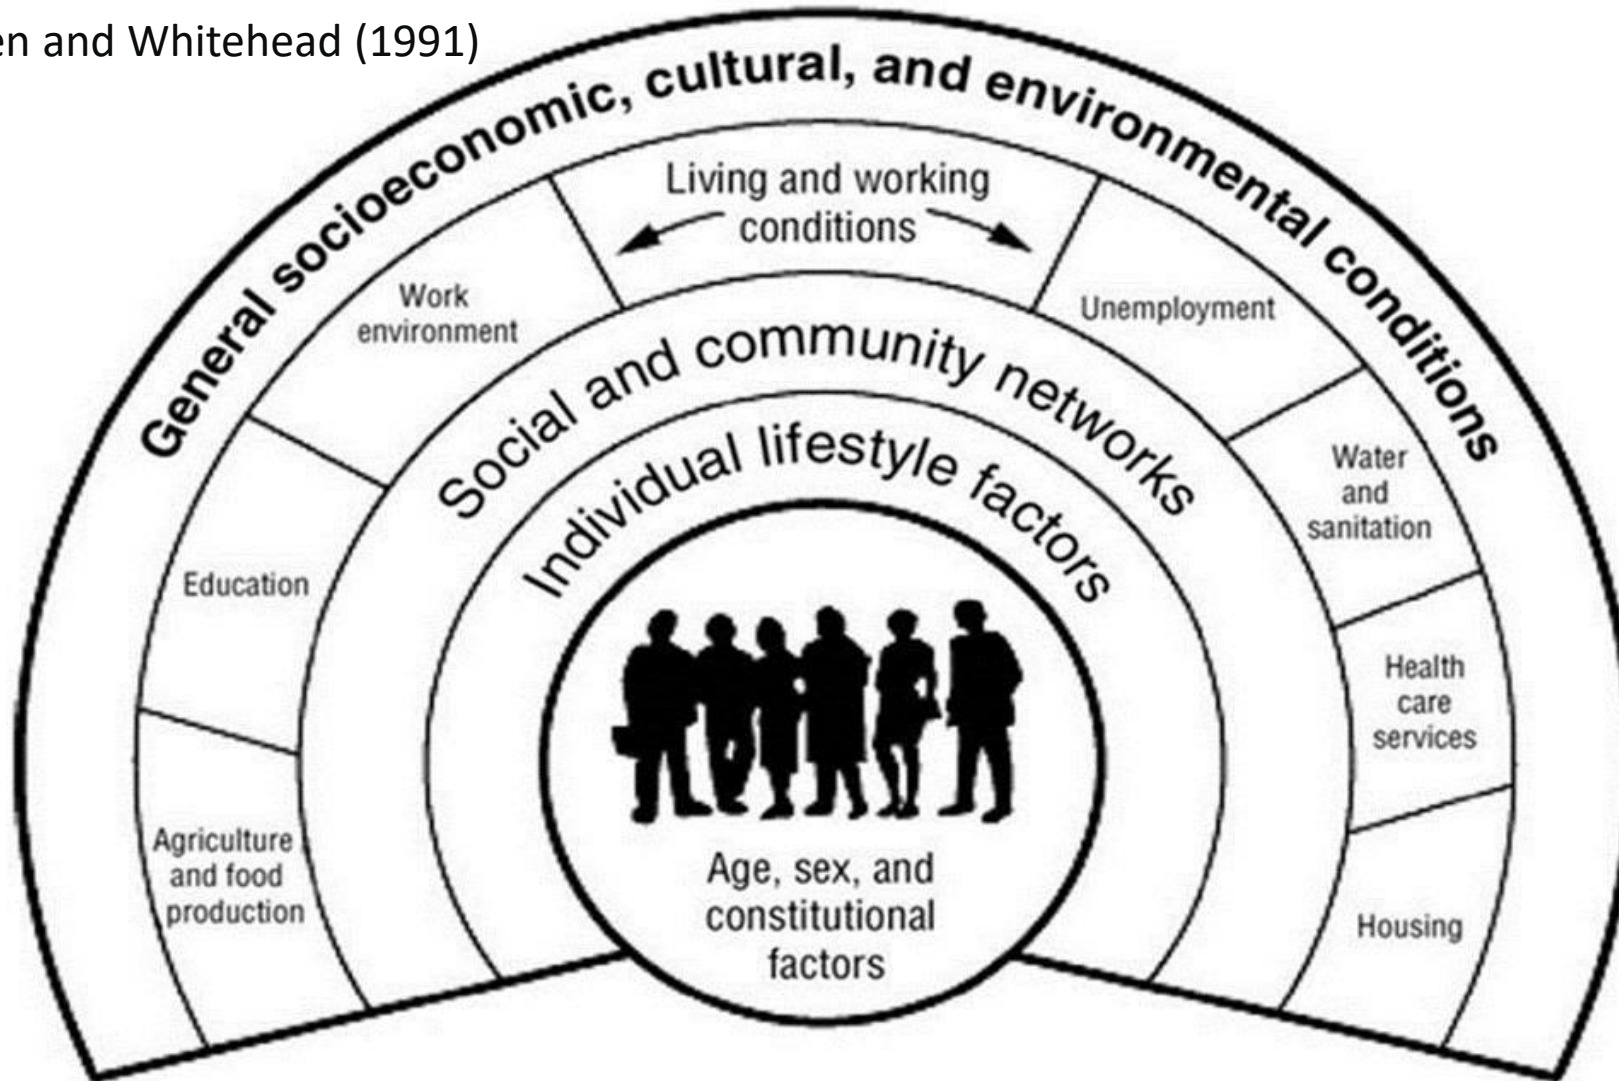 en and Whitehead (1991)
General socioeconomic, cultural, and environmental conditions
Living and working
conditions
Work
environment
Unemployment
Social and community networks
Individual lifestyle factors
Water
and
sanitation
Education
Health
care
services
Agriculture
and food
production
Age, sex, and
constitutional
factors
Housing